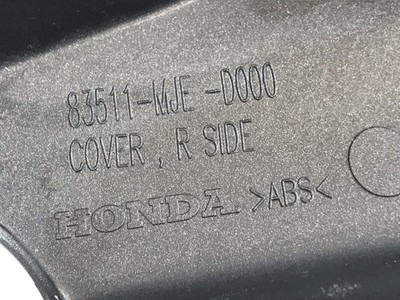 83511-MJE-D000
COVER, R SIDE
HONDA >ABS<